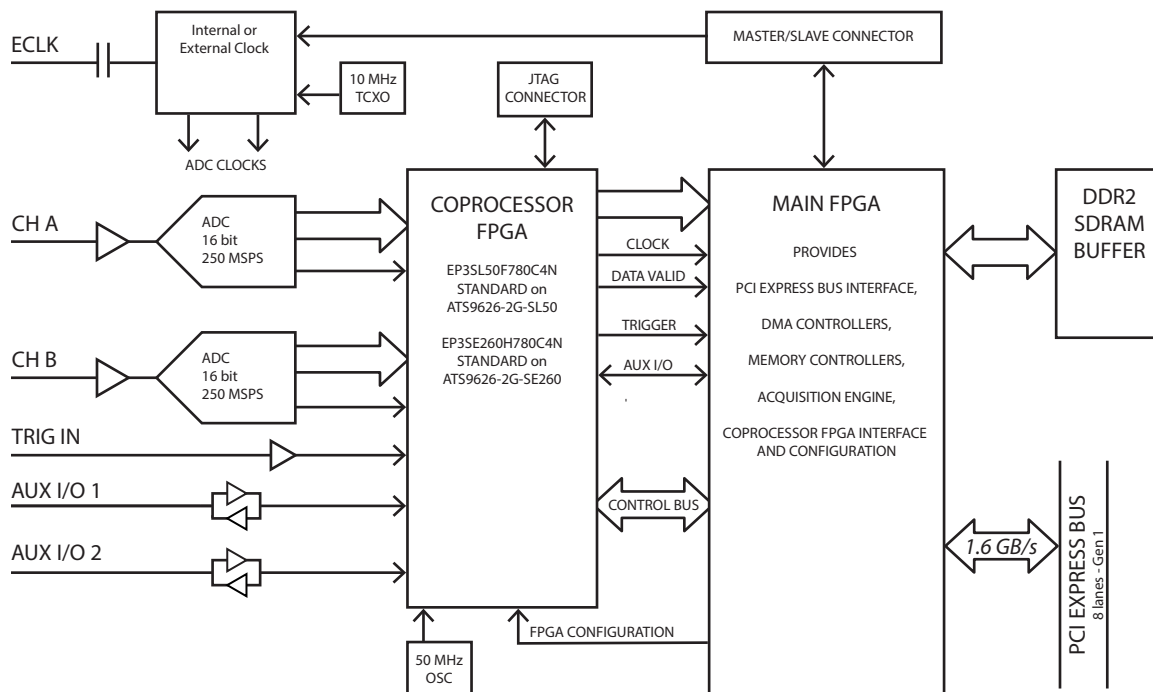 ECLK
Internal or
External Clock
MASTER/SLAVE CONNECTOR
10 MHz
TCXO
JTAG
CONNECTOR
ADC CLOCKS
CH A
ADC
16 bit
250 MSPS
COPROCESSOR
FPGA
EP3SL50F780C4N
STANDARD on
ATS9626-2G-SL50
EP3SE260H780C4N
STANDARD on
ATS9626-2G-SE260
CLOCK
DATA VALID
TRIGGER
AUX I/O
CONTROL BUS
MAIN FPGA
PROVIDES
PCI EXPRESS BUS INTERFACE,
DMA CONTROLLERS,
MEMORY CONTROLLERS,
ACQUISITION ENGINE,
COPROCESSOR FPGA INTERFACE
AND CONFIGURATION
DDR2
SDRAM
BUFFER
CH B
ADC
16 bit
250 MSPS
TRIG IN
AUX I/O 1
AUX I/O 2
1.6 GB/s
PCI EXPRESS BUS
8 lanes - Gen 1
FPGA CONFIGURATION
50 MHz
OSC